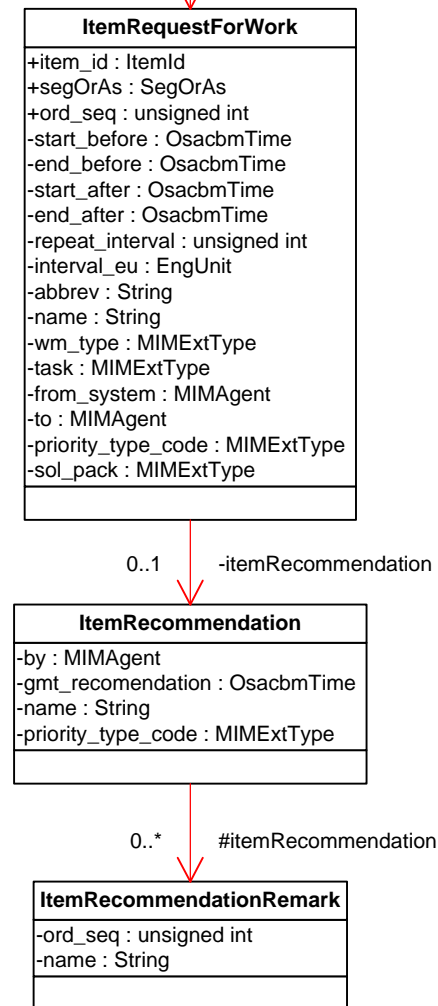 ItemRequestForWork
+item_id : ItemId
+segOrAs : SegOrAs
+ord_seq : unsigned int
-start_before : OsacbmTime
-end_before : OsacbmTime
-start_after : OsacbmTime
-end_after : OsacbmTime
-repeat_interval : unsigned int
-interval_eu : EngUnit
-abbrev : String
-name : String
-wm_type : MIMExtType
-task : MIMExtType
-from_system : MIMAgent
-to : MIMAgent
-priority_type_code : MIMExtType
-sol_pack : MIMExtType
0..1 -itemRecommendation
ItemRecommendation
-by : MIMAgent
-gmt_recomendation : OsacbmTime
-name : String
-priority_type_code : MIMExtType
0..* #itemRecommendation
ItemRecommendationRemark
-ord_seq : unsigned int
-name : String